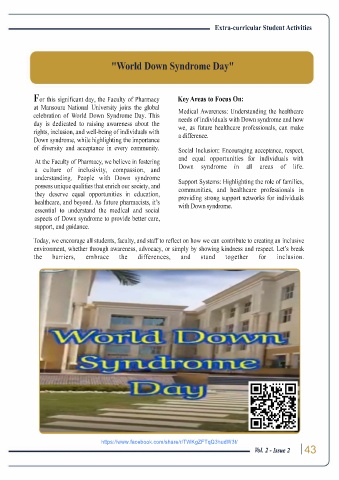 Extra-curricular Student Activities
"World Down Syndrome Day"
For this significant day, the Faculty of Pharmacy
at Mansoura National University joins the global
celebration of World Down Syndrome Day. This
day is dedicated to raising awareness about the
rights, inclusion, and well-being of individuals with
Down syndrome, while highlighting the importance
of diversity and acceptance in every community.
At the Faculty of Pharmacy, we believe in fostering
a culture of inclusivity, compassion, and
understanding. People with Down syndrome
possess unique qualities that enrich our society, and
they deserve equal opportunities in education,
healthcare, and beyond. As future pharmacists, it's
essential to understand the medical and social
aspects of Down syndrome to provide better care,
support, and guidance.
Key Areas to Focus On:
Medical Awareness: Understanding the healthcare
needs of individuals with Down syndrome and how
we, as future healthcare professionals, can make
a difference.
Social Inclusion: Encouraging acceptance, respect,
and equal opportunities for individuals with
Down syndrome in all areas of life.
Support Systems: Highlighting the role of families,
communities, and healthcare professionals in
providing strong support networks for individuals
with Down syndrome.
Today, we encourage all students, faculty, and staff to reflect on how we can contribute to creating an inclusive
environment, whether through awareness, advocacy, or simply by showing kindness and respect. Let's break
the barriers, embrace the differences, and stand together for inclusion.
World Down
Syndrome
Day
Vol. 2 - Issue 2
43